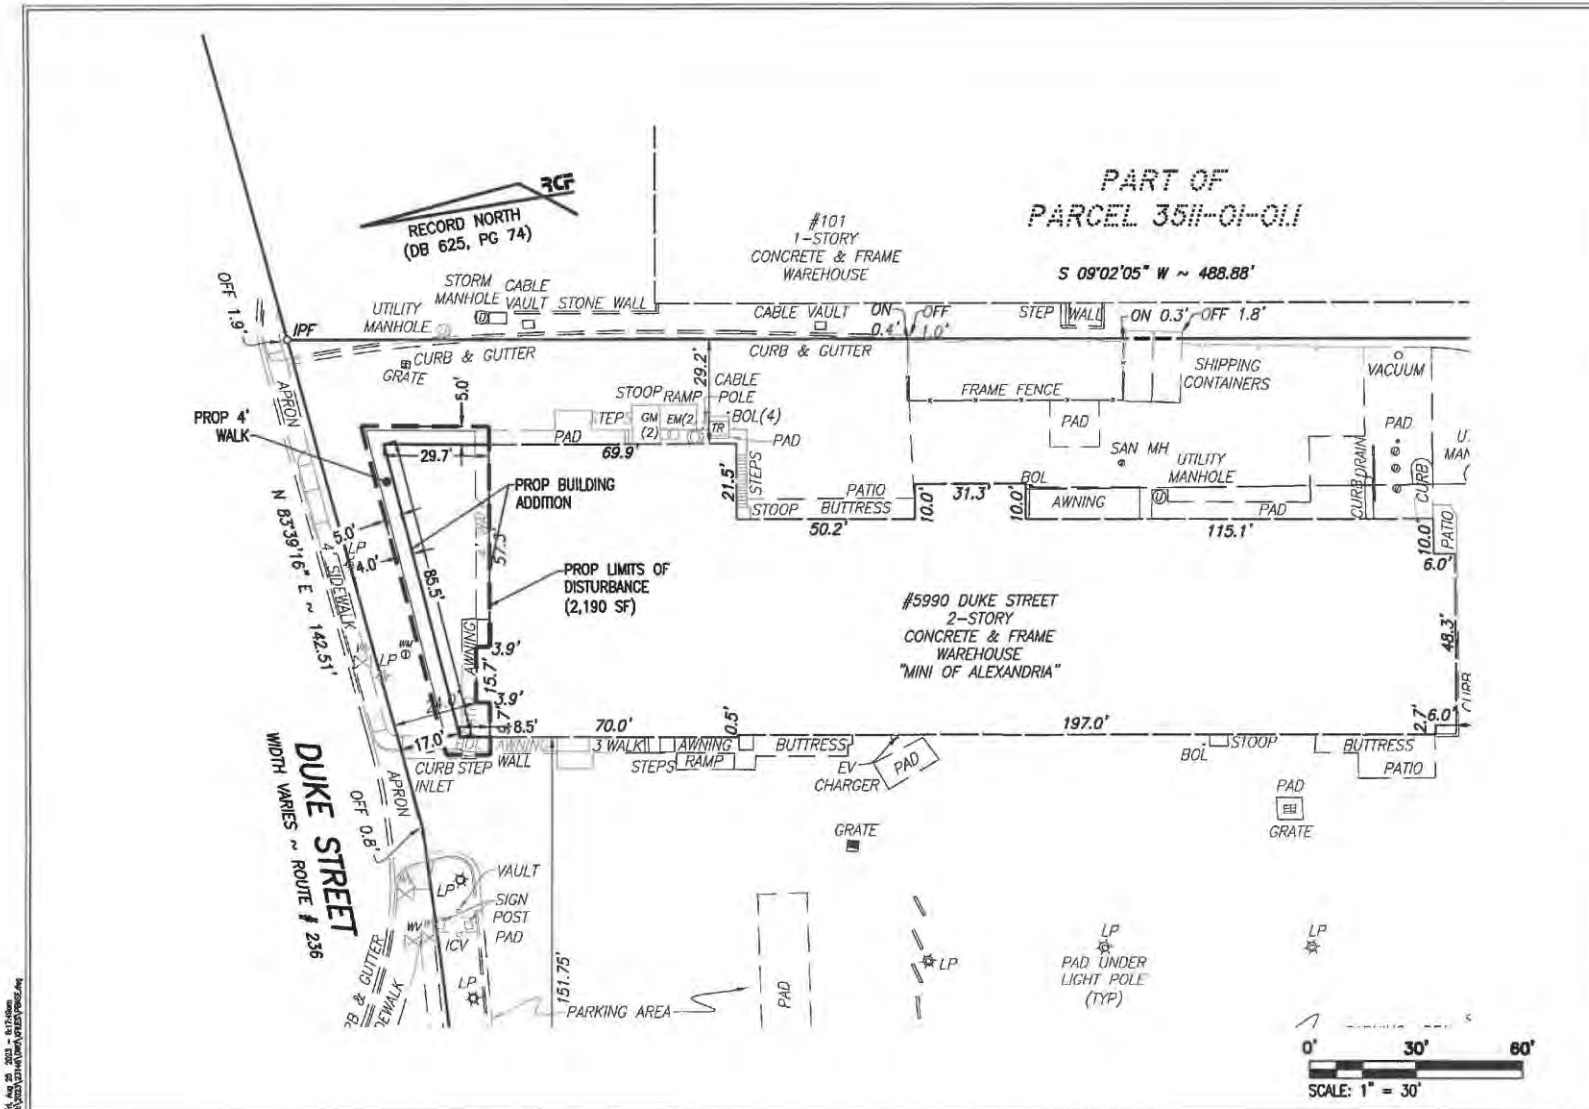 PART OF
PARCEL 3511-01-01.1
S 09°02'05" W ~ 488.88'
RCF
RECORD NORTH
(DB 625, PG 74)
#101
1-STORY
CONCRETE & FRAME
WAREHOUSE
OFF 1.9'
IPF
UTILITY
MANHOLE
STORM
MANHOLE
CABLE
VAULT
STONE WALL
CABLE VAULT
ON
0.4'
OFF
1.0'
STEP
WALL
ON 0.3'
OFF 1.8'
CURB & GUTTER
GRATE
CURB & GUTTER
29.2'
5.0'
SHIPPING
CONTAINERS
VACUUM
FRAME FENCE
PAD
PAD
APRON
PROP 4'
WALK
STOOP
RAMP
CABLE
POLE
BOL(4)
GM
(2)
EM(2
TR
PAD
PAD
69.9'
29.7'
21.5'
STEPS
STOOP
PATIO
BUTTRESS
50.2'
10.0'
31.3'
10.0'
BOL
AWNING
SAN MH
UTILITY
MANHOLE
PAD
115.1'
CURB
DRAIN
CURB
10.0'
PATIO
6.0'
48.3'
PROP BUILDING
ADDITION
57.3'
PROP LIMITS OF
DISTURBANCE
(2,190 SF)
N 83°39'16" E ~ 142.51'
5.0'
LP
4.0'
4' SIDEWALK
85.5'
WM
LP
AWNING
3.9'
15.7'
3.9'
24.0'
9.7'
8.5'
17.0'
#5990 DUKE STREET
2-STORY
CONCRETE & FRAME
WAREHOUSE
"MINI OF ALEXANDRIA"
70.0'
0.5'
197.0'
2.7'
6.0'
CURB
BOL
AWNING
WALL
CURB STEP
INLET
3 WALK
STEPS
AWNING
RAMP
BUTTRESS
EV
CHARGER
PAD
BOL
STOOP
BUTTRESS
PATIO
GRATE
PAD
GRATE
DUKE STREET
WIDTH VARIES ~ ROUTE # 236
APRON
OFF 0.8'
VAULT
LP
SIGN
POST
PAD
WV
ICV
LP
151.75'
PARKING AREA
PAD
LP
LP
PAD UNDER
LIGHT POLE
(TYP)
LP
0' 30' 60'
SCALE: 1" = 30'